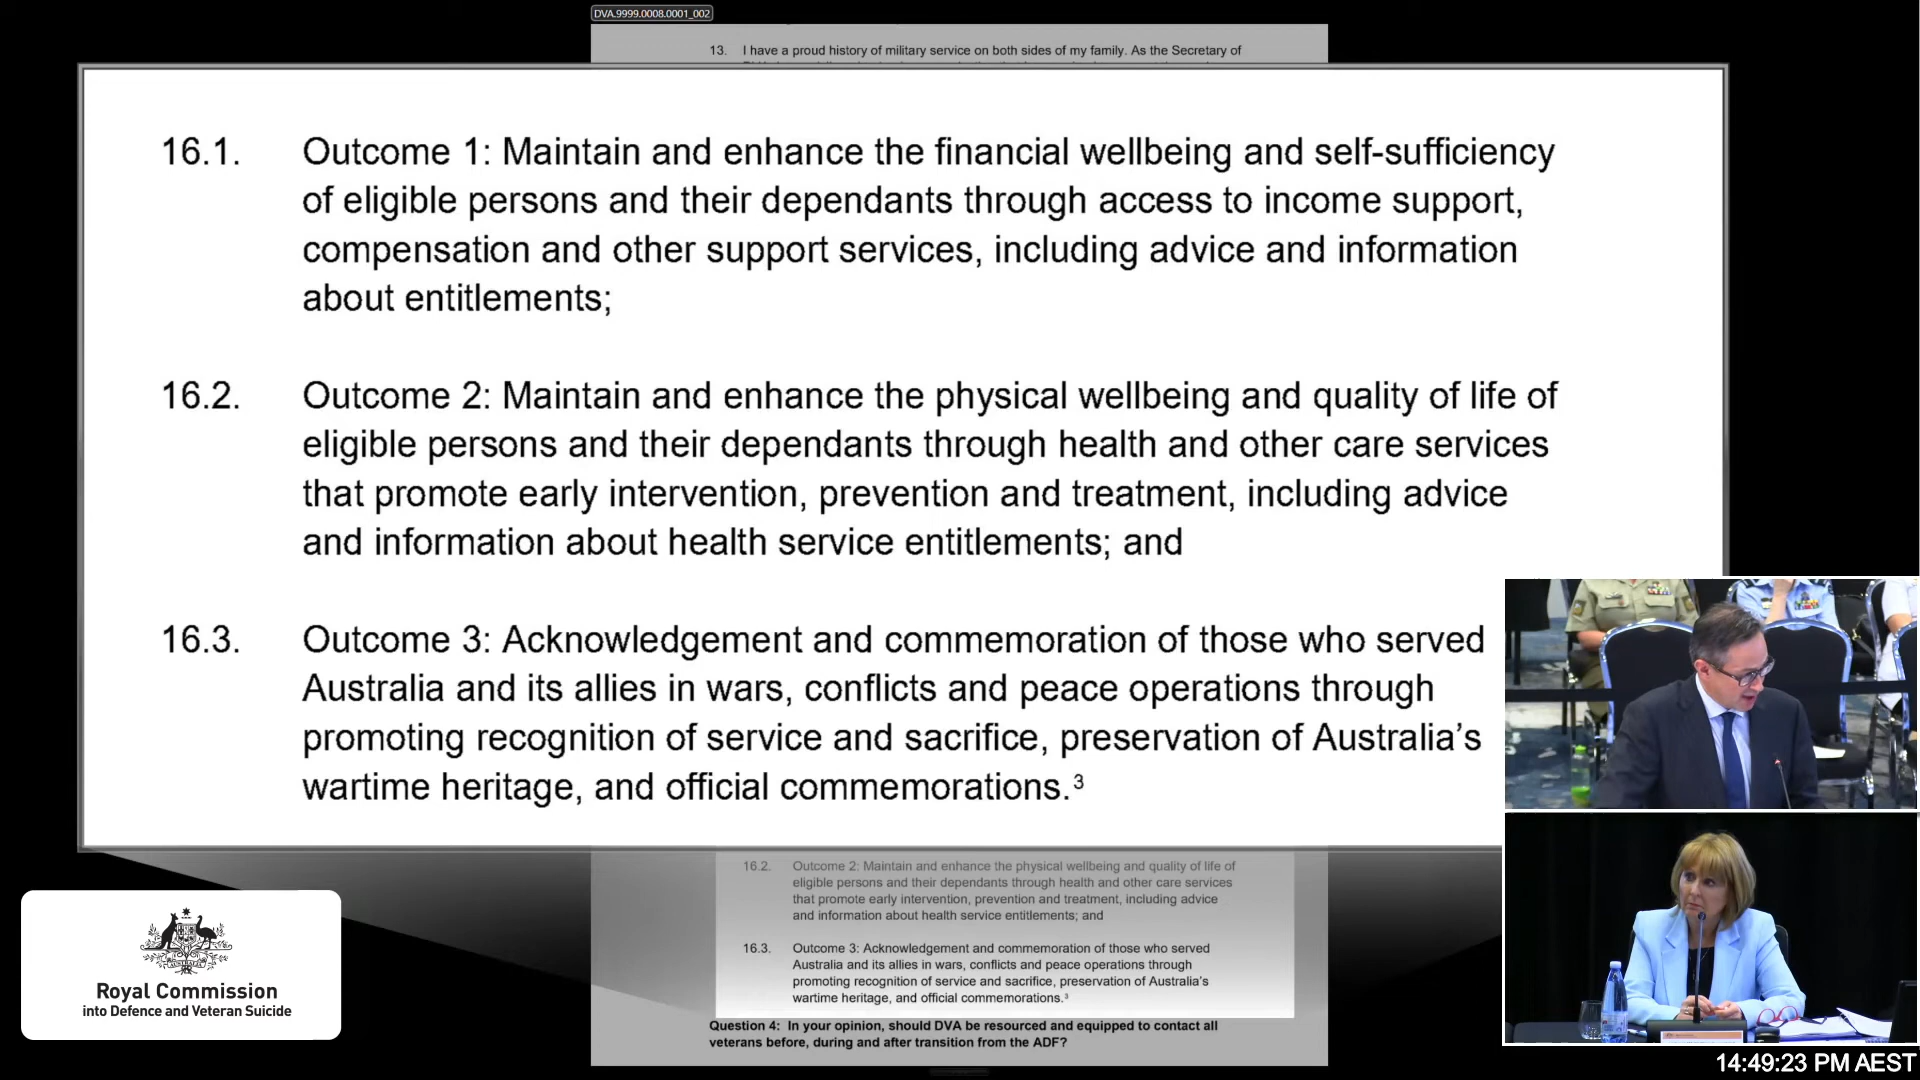 DVA.9999.0008.0001_002
13. I have a proud history of military service on both sides of my family. As the Secretary of
16.1. Outcome 1: Maintain and enhance the financial wellbeing and self-sufficiency
of eligible persons and their dependants through access to income support,
compensation and other support services, including advice and information
about entitlements;
16.2. Outcome 2: Maintain and enhance the physical wellbeing and quality of life of
eligible persons and their dependants through health and other care services
that promote early intervention, prevention and treatment, including advice
and information about health service entitlements; and
16.3. Outcome 3: Acknowledgement and commemoration of those who served
Australia and its allies in wars, conflicts and peace operations through
promoting recognition of service and sacrifice, preservation of Australia's
wartime heritage, and official commemorations.³
16.2. Outcome 2: Maintain and enhance the physical wellbeing and quality of life of
eligible persons and their dependants through health and other care services
that promote early intervention, prevention and treatment, including advice
and information about health service entitlements; and
16.3. Outcome 3: Acknowledgement and commemoration of those who served
Australia and its allies in wars, conflicts and peace operations through
promoting recognition of service and sacrifice, preservation of Australia's
wartime heritage, and official commemorations.³
Question 4: In your opinion, should DVA be resourced and equipped to contact all
veterans before, during and after transition from the ADF?
AUSTRALIA
Royal Commission
into Defence and Veteran Suicide
14:49:23 PM AEST